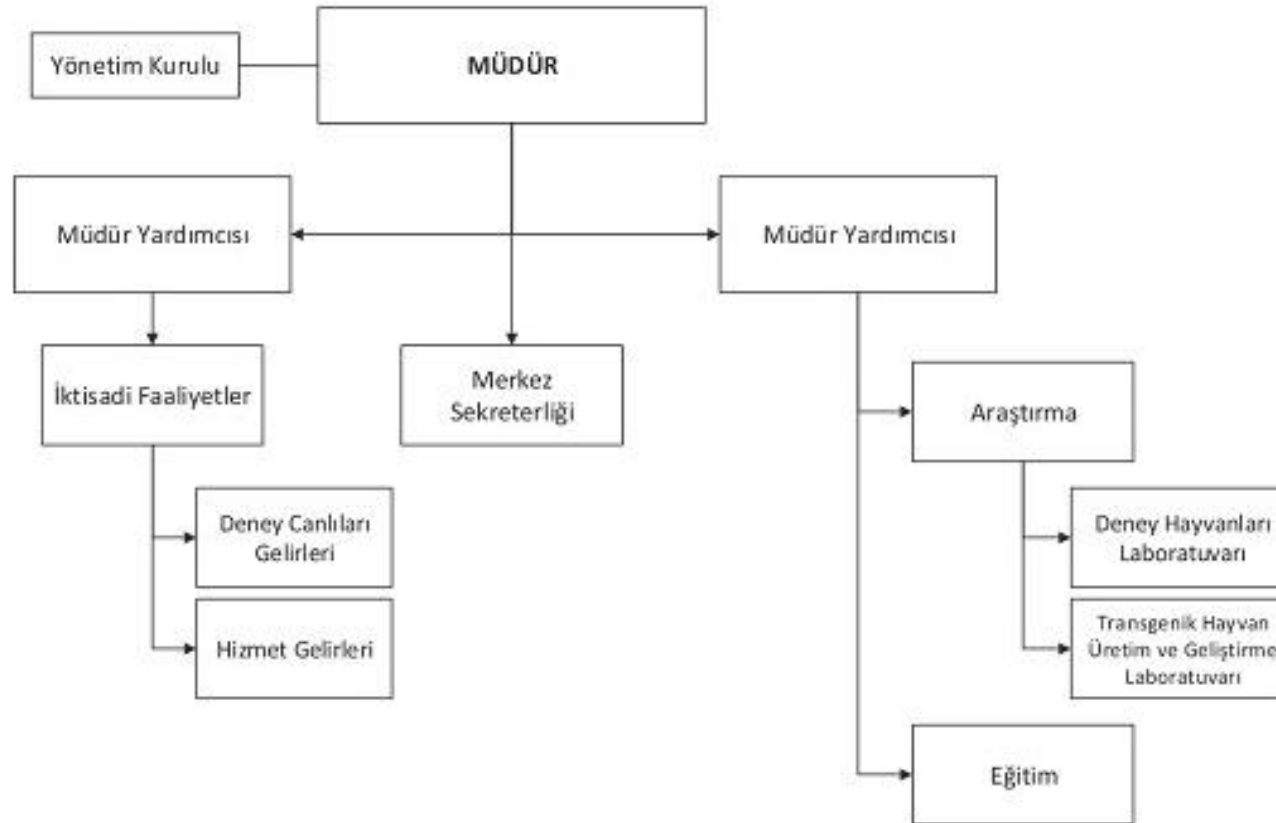 Yönetim Kurulu
MÜDÜR
Müdür Yardımcısı
Müdür Yardımcısı
İktisadi Faaliyetler
Merkez
Sekreterliği
Araştırma
Deney Canlıları
Gelirleri
Deney Hayvanları
Laboratuvarı
Hizmet Gelirleri
Transgenik Hayvan
Üretim ve Geliştirme
Laboratuvarı
Eğitim